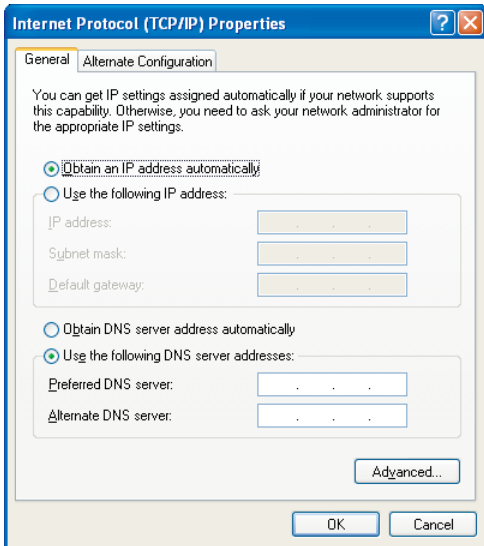 Internet Protocol (TCP/IP) Properties
General
Alternate Configuration
You can get IP settings assigned automatically if your network supports
this capability. Otherwise, you need to ask your network administrator for
the appropriate IP settings.
Obtain an IP address automatically
Use the following IP address:
IP address:
Subnet mask:
Default gateway:
Obtain DNS server address automatically
Use the following DNS server addresses:
Preferred DNS server:
Alternate DNS server:
Advanced...
OK
Cancel